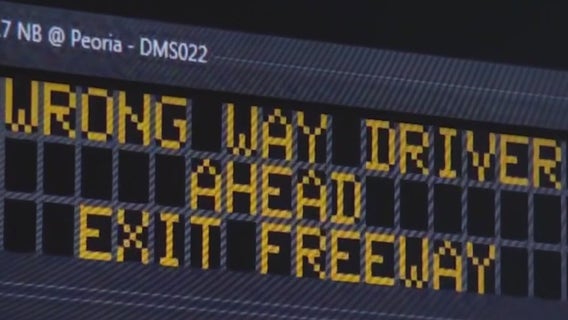 7 NB @ Peoria - DMS022
WRONG WAY DRIVER
AHEAD
EXIT FREEWAY